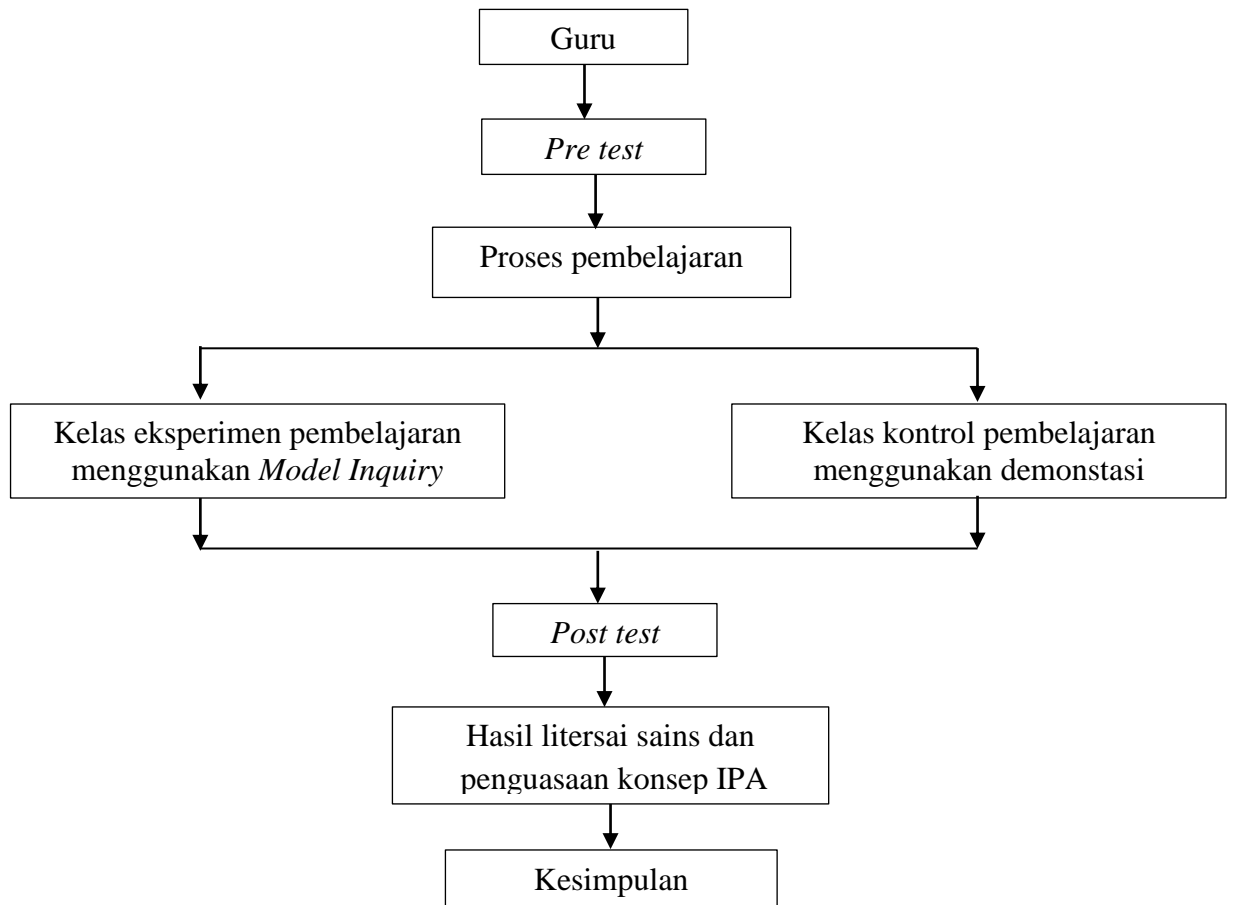 Guru
Pre test
Proses pembelajaran
Kelas eksperimen pembelajaran
menggunakan Model Inquiry
Kelas kontrol pembelajaran
menggunakan demonstasi
Post test
Hasil litersai sains dan
penguasaan konsep IPA
Kesimpulan